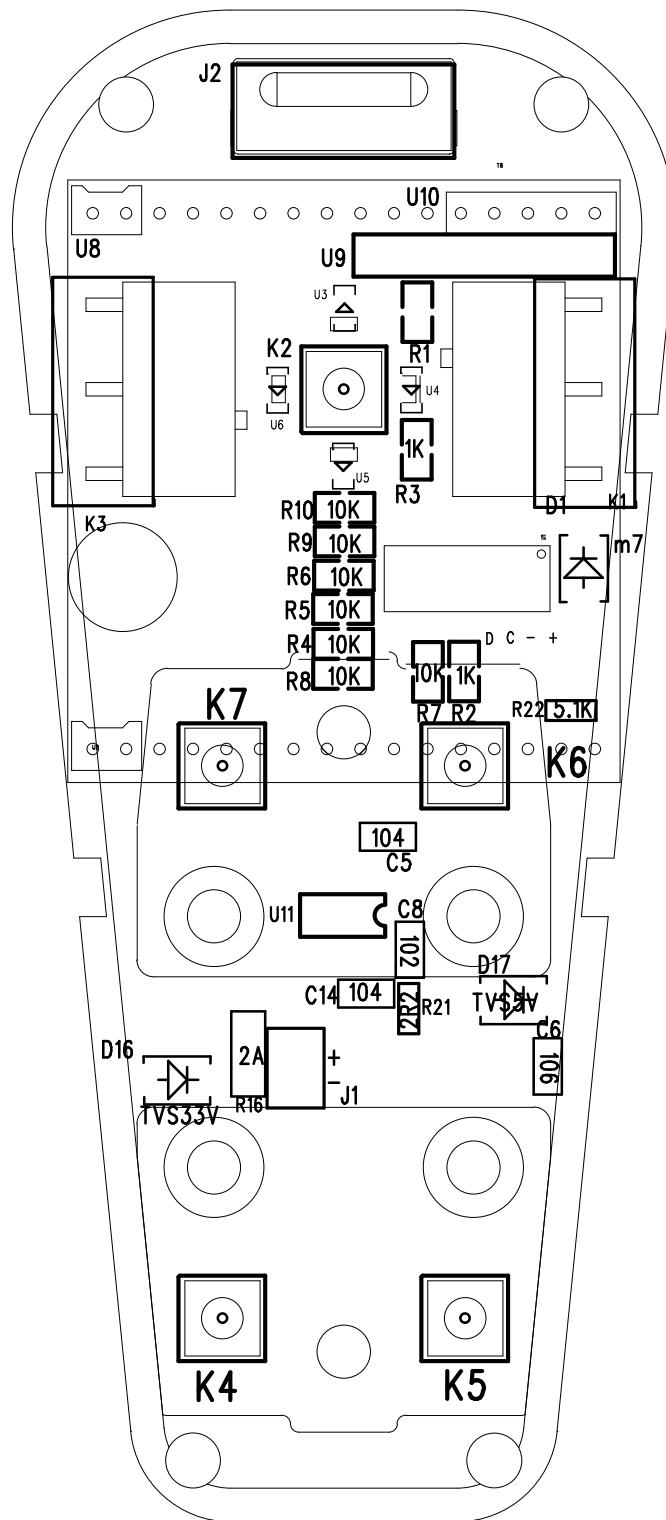 J2
U10
U8
U9
U3
K2
R1
U4
U6
1K
U5
R3
R10 10K
D1
K1
K3
R9 10K
m7
R6 10K
R5 10K
R4 10K
D C - +
R8 10K
10K
1K
K7
R7
R2
R22 5.1K
K6
104
C5
U11
C8
102
D17
C14 104
2R2
R21
TVS5V
C6
D16
2A
+
-
106
R16
J1
TVS33V
K4
K5